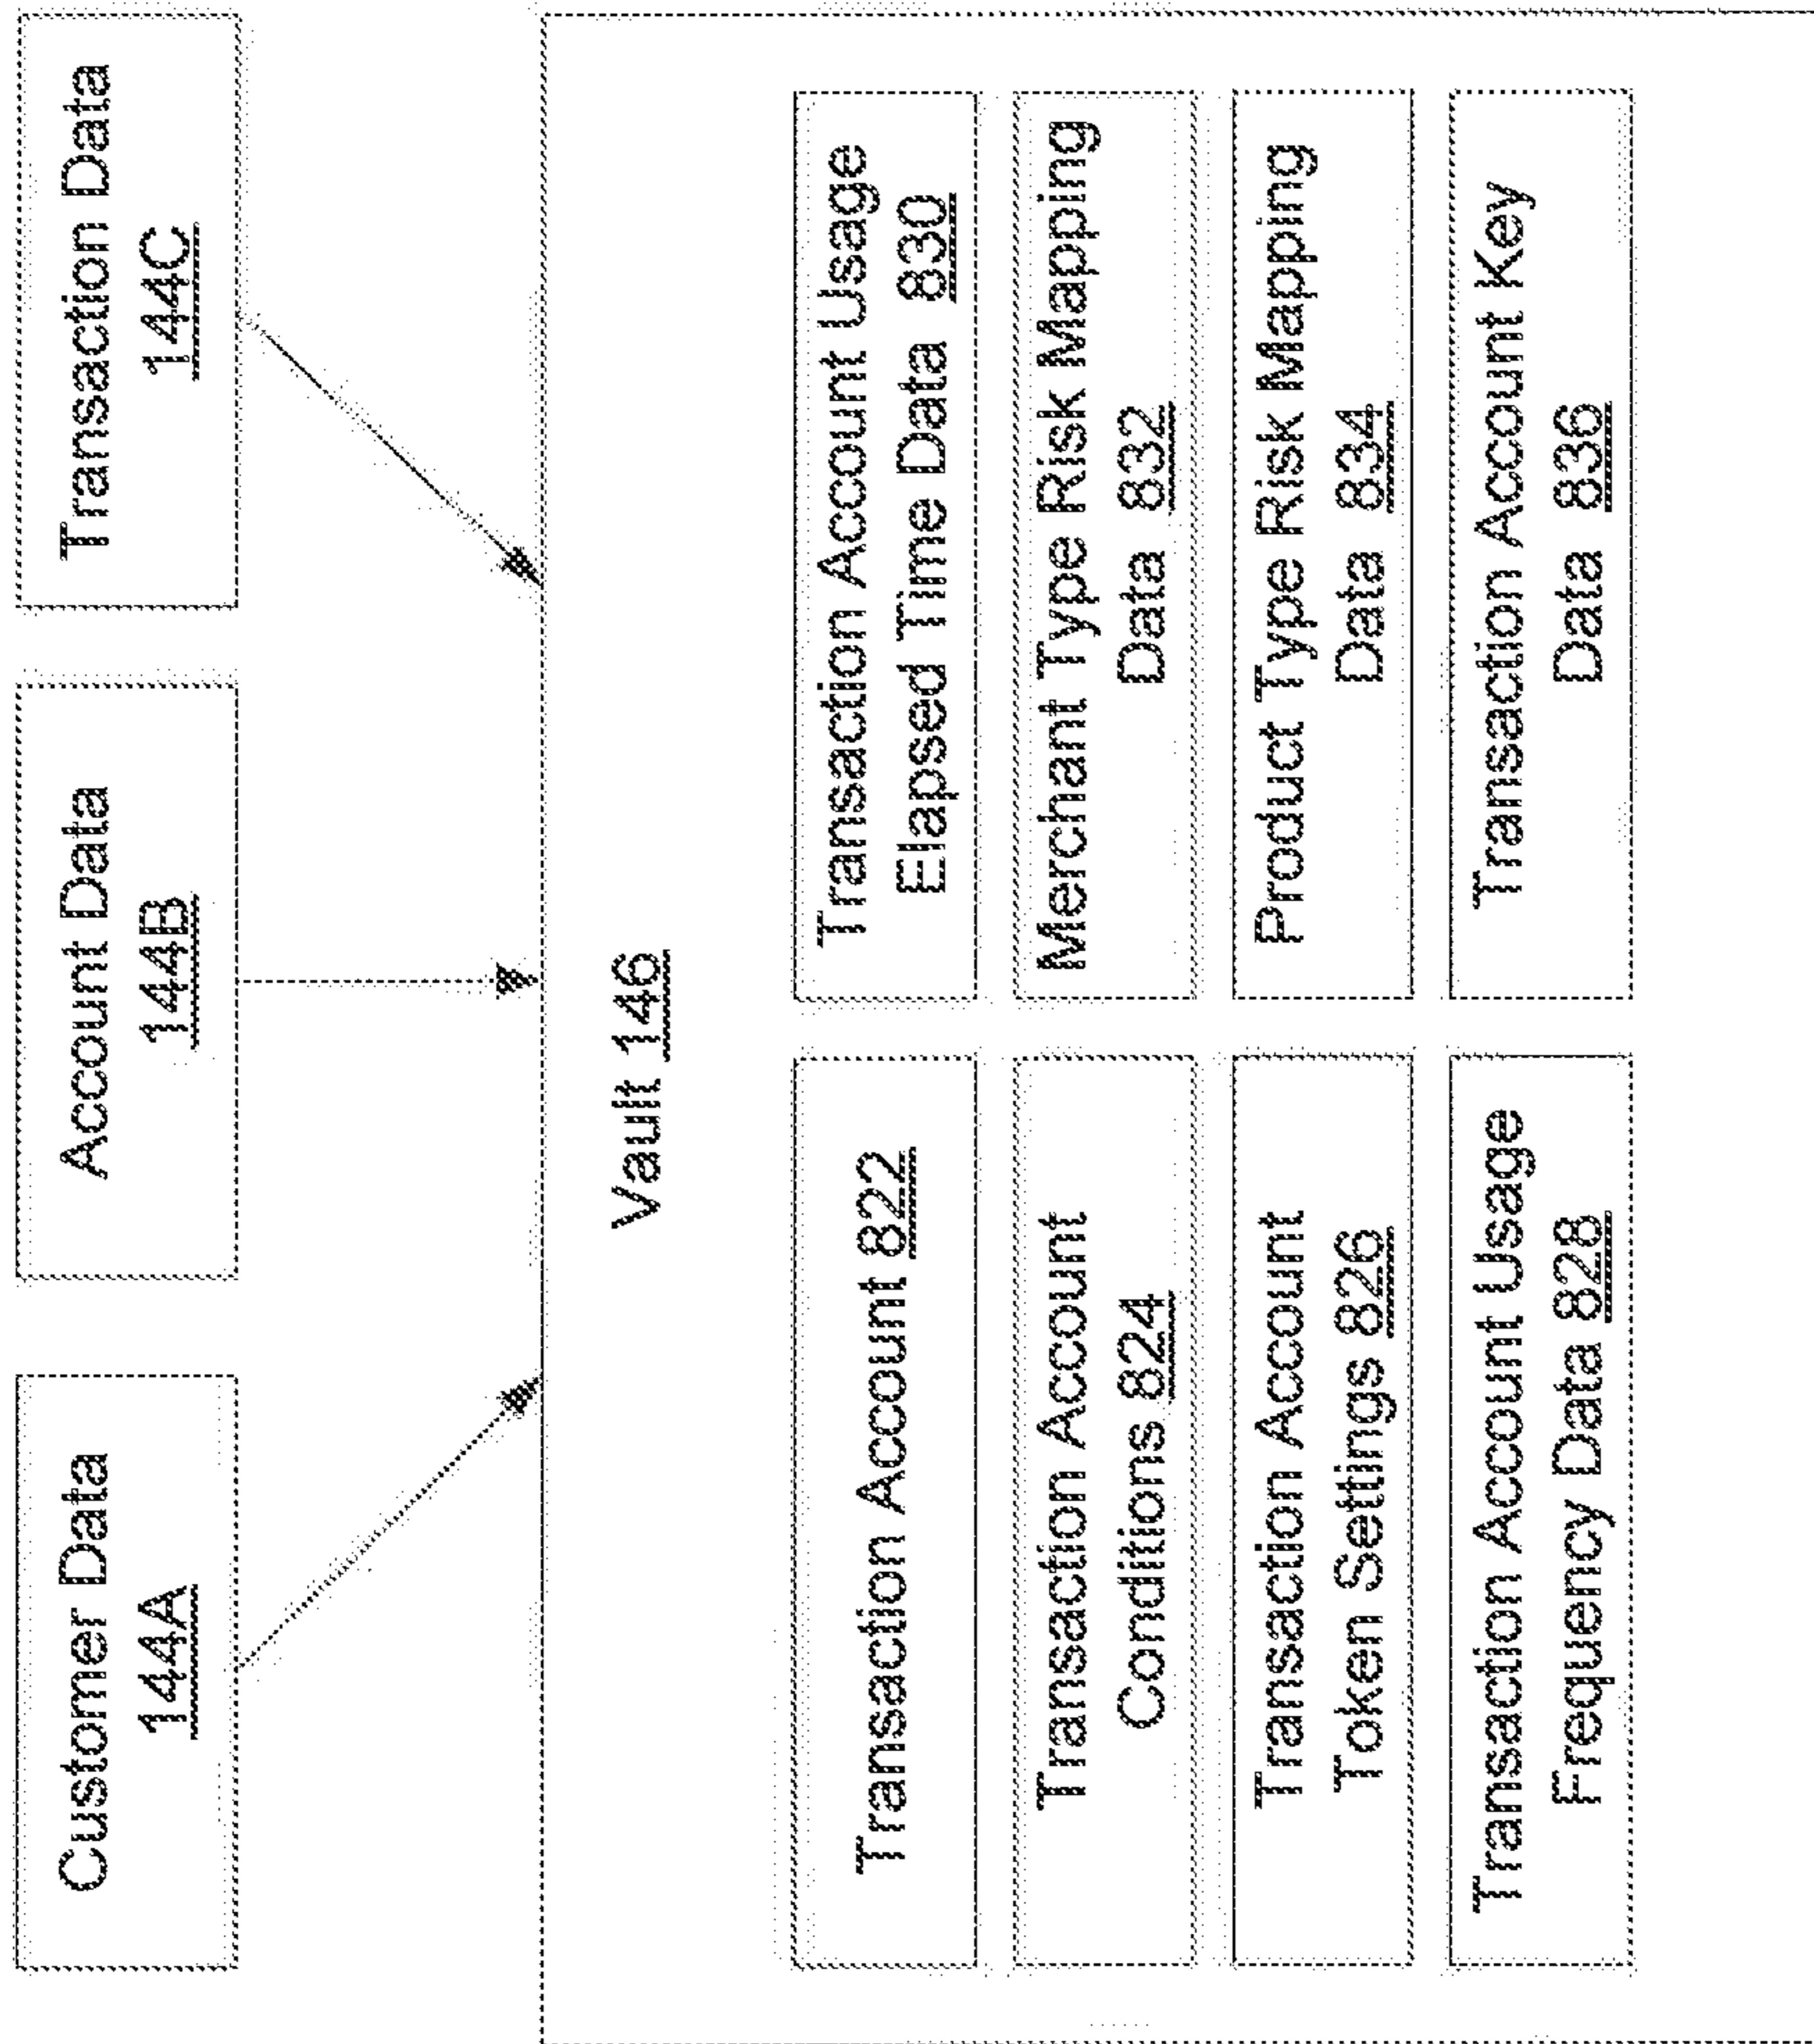 Customer Data
144A
Account Data
144B
Transaction Data
144C
Vault 146
Transaction Account 822
Transaction Account
Conditions 824
Transaction Account
Token Settings 826
Transaction Account Usage
Frequency Data 828
Transaction Account Usage
Elapsed Time Data 830
Merchant Type Risk Mapping
Data 832
Product Type Risk Mapping
Data 834
Transaction Account Key
Data 836